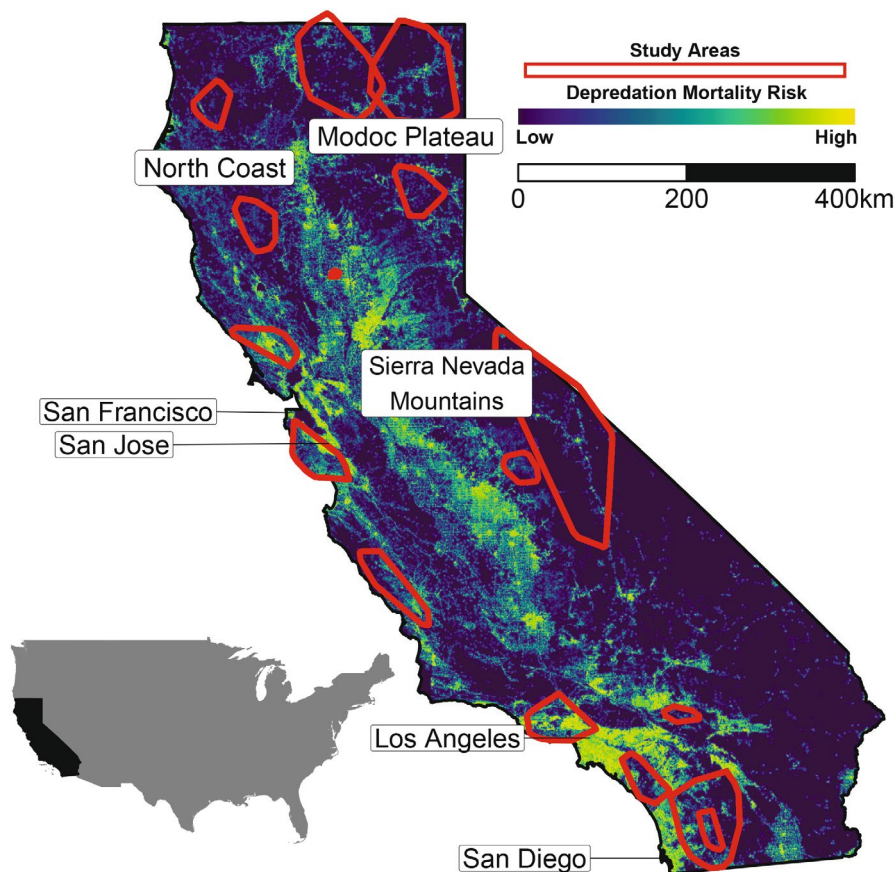 Study Areas
Depredation Mortality Risk
Low High
0 200 400km
Modoc Plateau
North Coast
Sierra Nevada
Mountains
San Francisco
San Jose
Los Angeles
San Diego